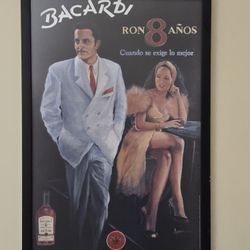 BACARDI
RON 8 AÑOS
Cuando se exige lo mejor